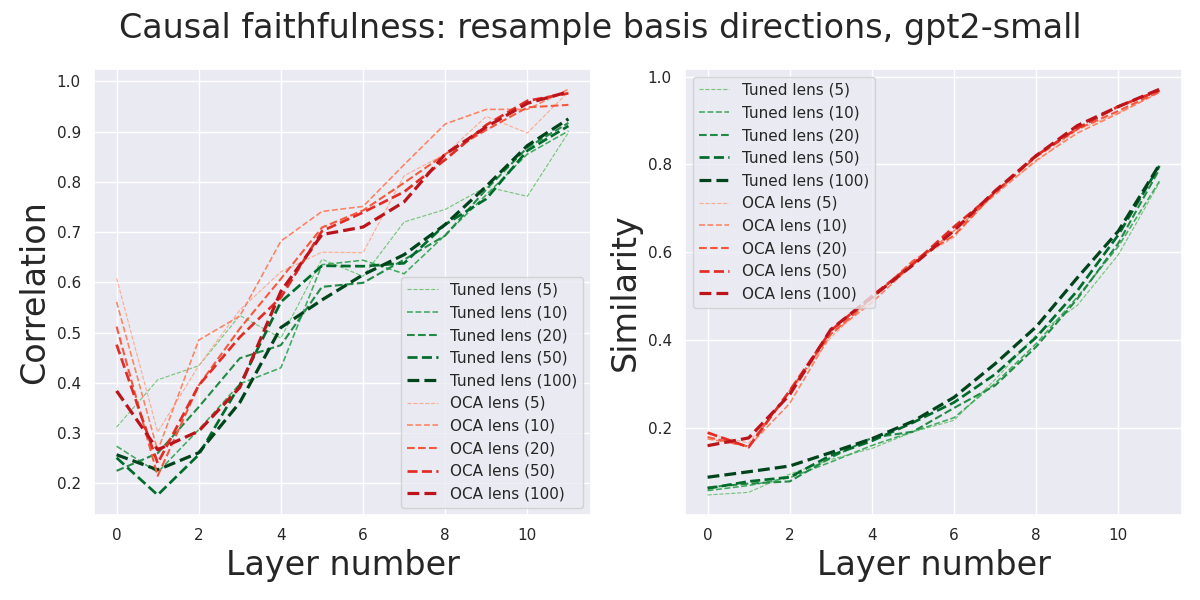 Causal faithfulness: resample basis directions, gpt2-small
Correlation
1.0
0.9
0.8
0.7
0.6
0.5
0.4
0.3
0.2
0 2 4 6 8 10
Layer number
Tuned lens (5)
Tuned lens (10)
Tuned lens (20)
Tuned lens (50)
Tuned lens (100)
OCA lens (5)
OCA lens (10)
OCA lens (20)
OCA lens (50)
OCA lens (100)
Similarity
1.0
0.8
0.6
0.4
0.2
0 2 4 6 8 10
Layer number
Tuned lens (5)
Tuned lens (10)
Tuned lens (20)
Tuned lens (50)
Tuned lens (100)
OCA lens (5)
OCA lens (10)
OCA lens (20)
OCA lens (50)
OCA lens (100)